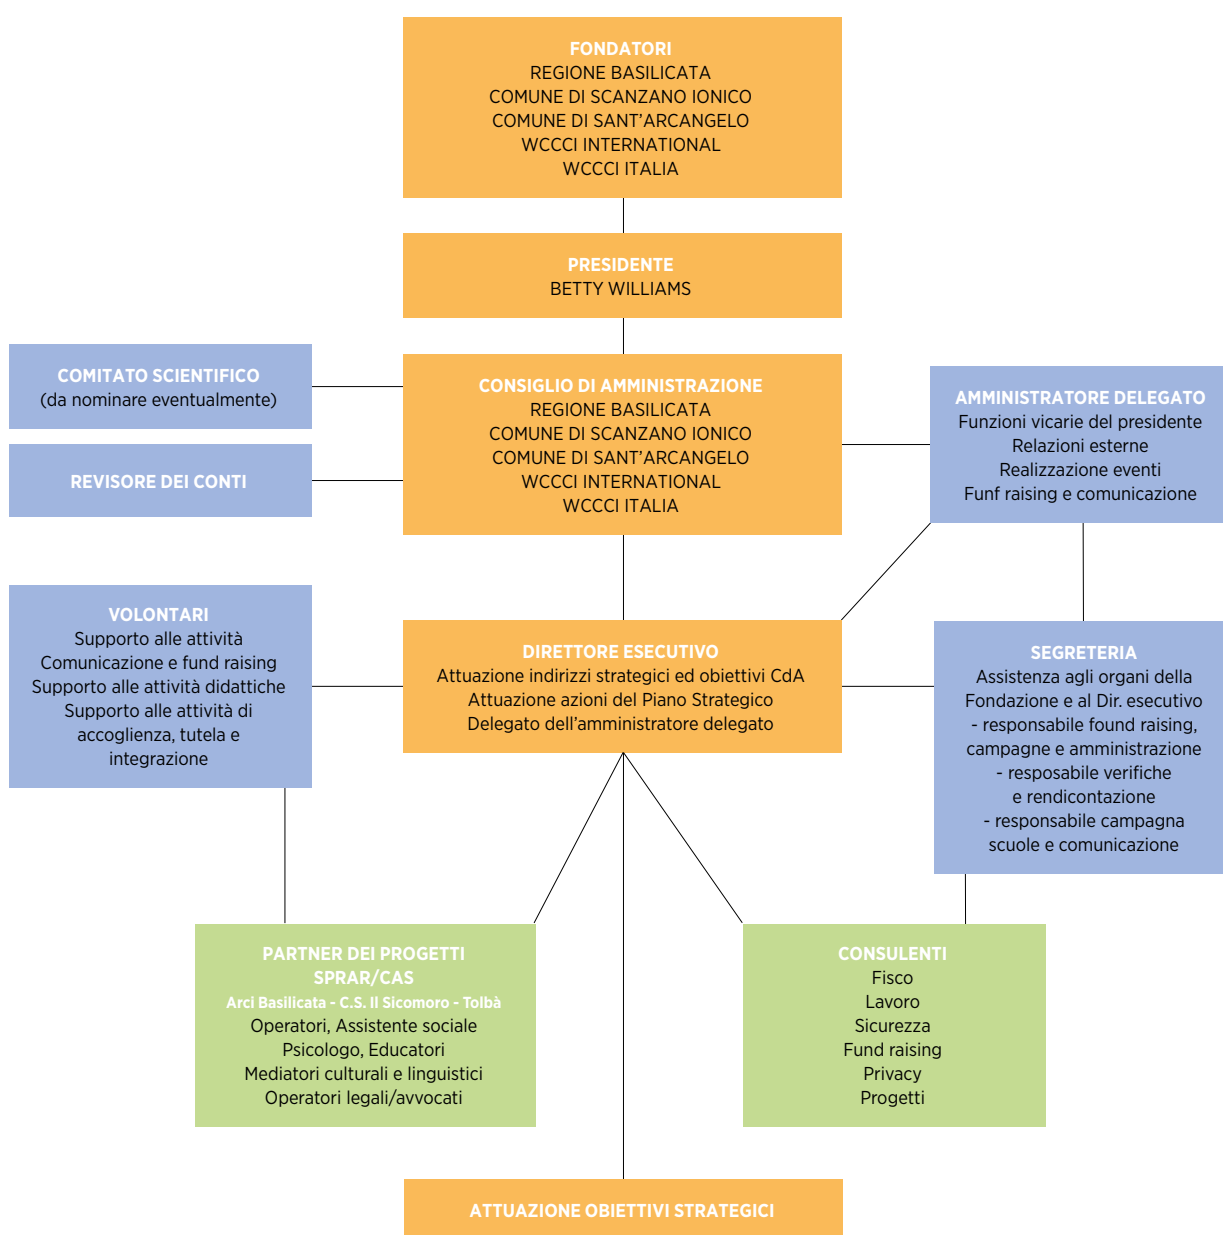 FONDATORI
REGIONE BASILICATA
COMUNE DI SCANZANO IONICO
COMUNE DI SANT'ARCANGELO
WCCCI INTERNATIONAL
WCCCI ITALIA
PRESIDENTE
BETTY WILLIAMS
COMITATO SCIENTIFICO
(da nominare eventualmente)
REVISORE DEI CONTI
CONSIGLIO DI AMMINISTRAZIONE
REGIONE BASILICATA
COMUNE DI SCANZANO IONICO
COMUNE DI SANT'ARCANGELO
WCCCI INTERNATIONAL
WCCCI ITALIA
AMMINISTRATORE DELEGATO
Funzioni vicarie del presidente
Relazioni esterne
Realizzazione eventi
Funf raising e comunicazione
VOLONTARI
Supporto alle attività
Comunicazione e fund raising
Supporto alle attività didattiche
Supporto alle attività di
accoglienza, tutela e
integrazione
DIRETTORE ESECUTIVO
Attuazione indirizzi strategici ed obiettivi CdA
Attuazione azioni del Piano Strategico
Delegato dell'amministratore delegato
SEGRETERIA
Assistenza agli organi della
Fondazione e al Dir. esecutivo
- responsabile found raising,
campagne e amministrazione
- resposabile verifiche
e rendicontazione
- responsabile campagna
scuole e comunicazione
PARTNER DEI PROGETTI
SPRAR/CAS
Arci Basilicata - C.S. Il Sicomoro - Tolbà
Operatori, Assistente sociale
Psicologo, Educatori
Mediatori culturali e linguistici
Operatori legali/avvocati
CONSULENTI
Fisco
Lavoro
Sicurezza
Fund raising
Privacy
Progetti
ATTUAZIONE OBIETTIVI STRATEGICI